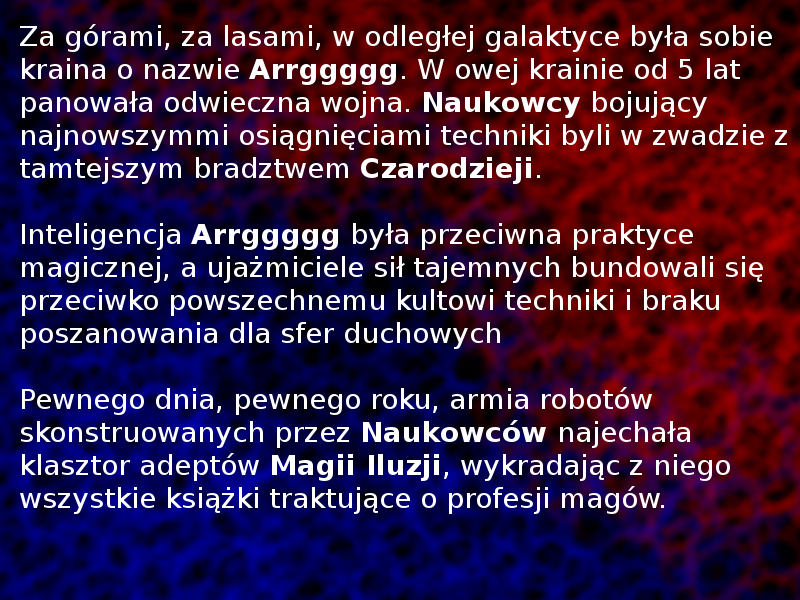 Za górami, za lasami, w odległej galaktyce była sobie
kraina o nazwie Arrggggg. W owej krainie od 5 lat
panowała odwieczna wojna. Naukowcy bojujący
najnowszymmi osiągnięciami techniki byli w zwadzie z
tamtejszym bradztwem Czarodzieji.

Inteligencja Arrggggg była przeciwna praktyce
magicznej, a ujażmiciele sił tajemnych bundowali się
przeciwko powszechnemu kultowi techniki i braku
poszanowania dla sfer duchowych

Pewnego dnia, pewnego roku, armia robotów
skonstruowanych przez Naukowców najechała
klasztor adeptów Magii Iluzji, wykradając z niego
wszystkie książki traktujące o profesji magów.